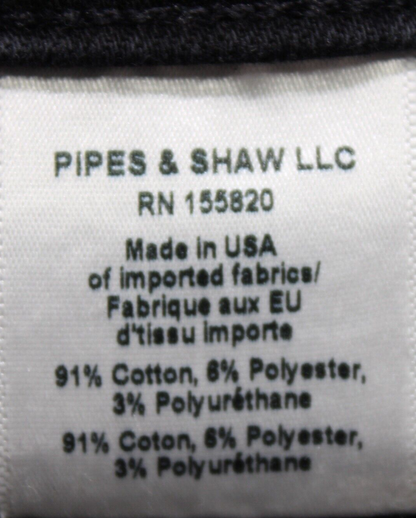 PIPES & SHAW LLC
RN 155820
Made in USA
of imported fabrics/
Fabrique aux EU
d'tissu importe
91% Cotton, 6% Polyester,
3% Polyuréthane
91% Coton, 6% Polyester,
3% Polyuréthane